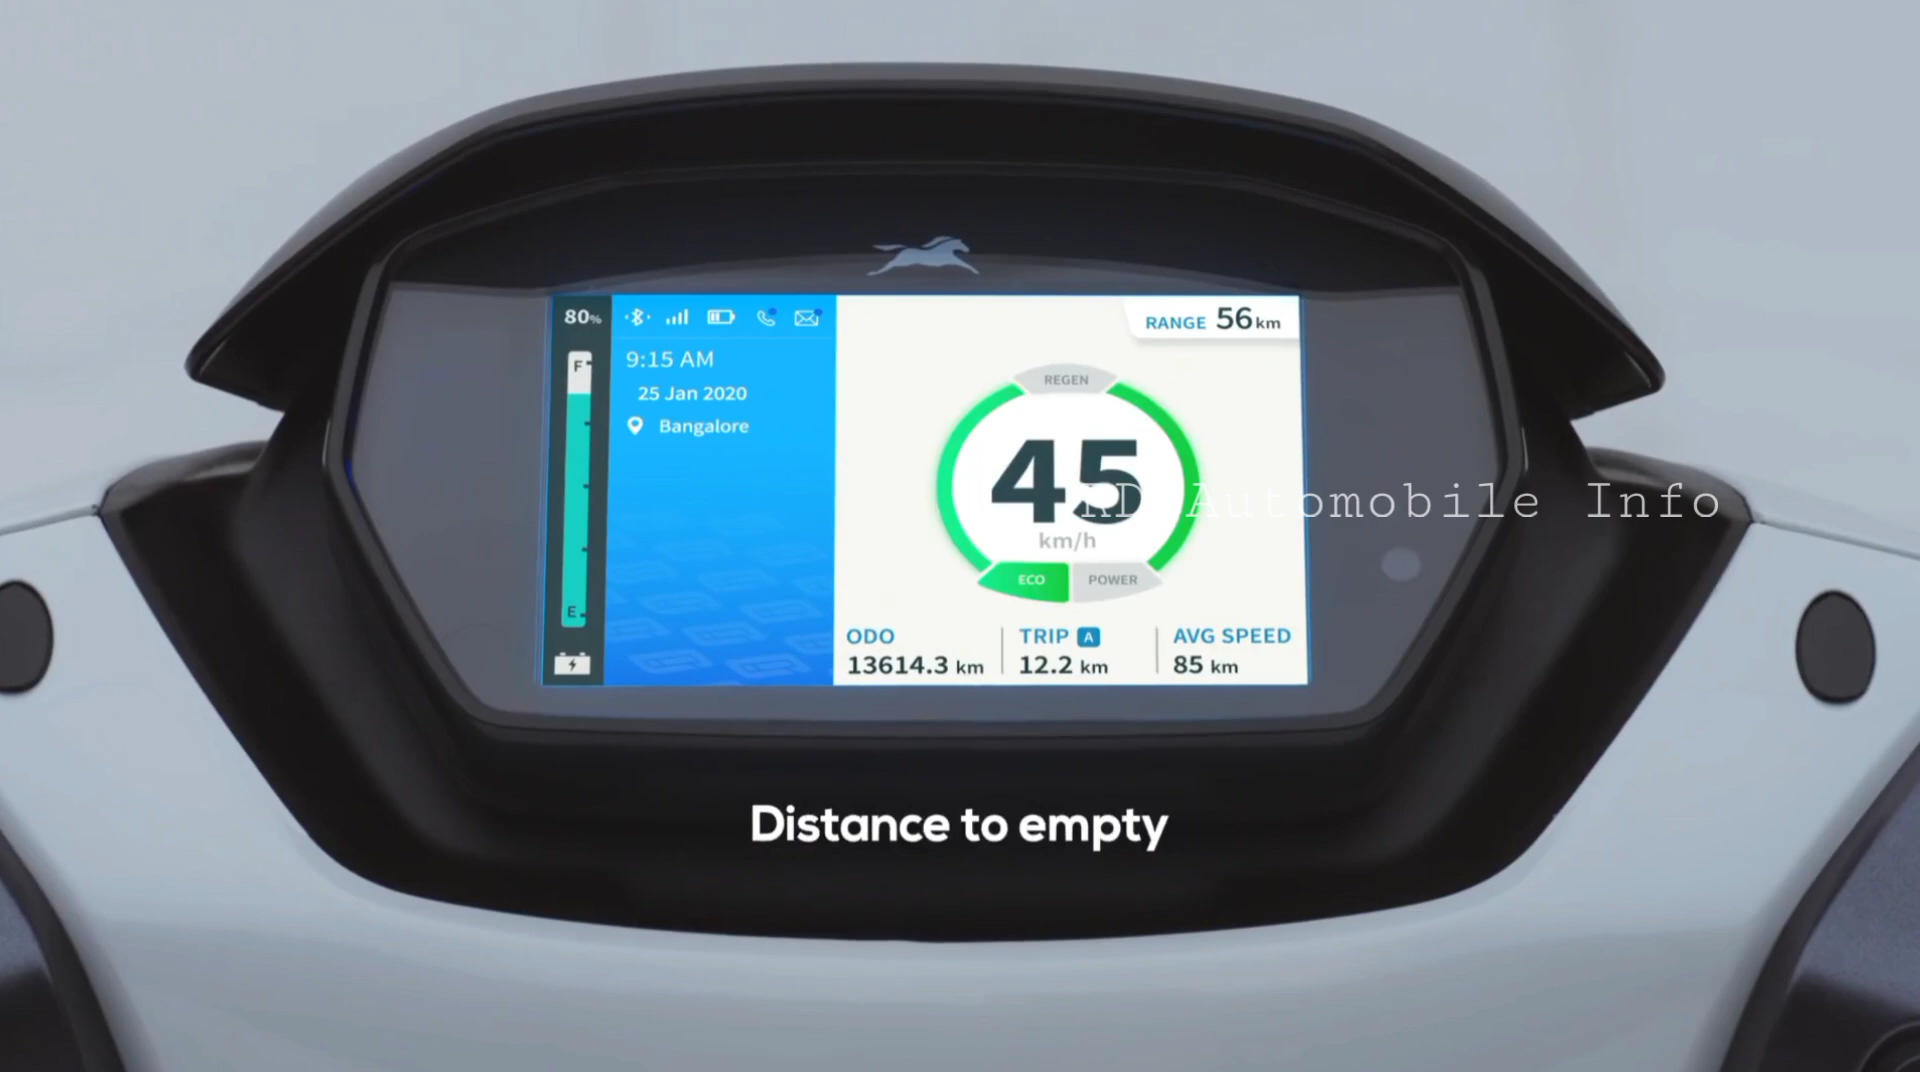 80%
F
E
9:15 AM
25 Jan 2020
Bangalore
RANGE 56 km
REGEN
45
km/h
ECO
POWER
ODO
13614.3 km
TRIP A
12.2 km
AVG SPEED
85 km
Automobile Info
Distance to empty